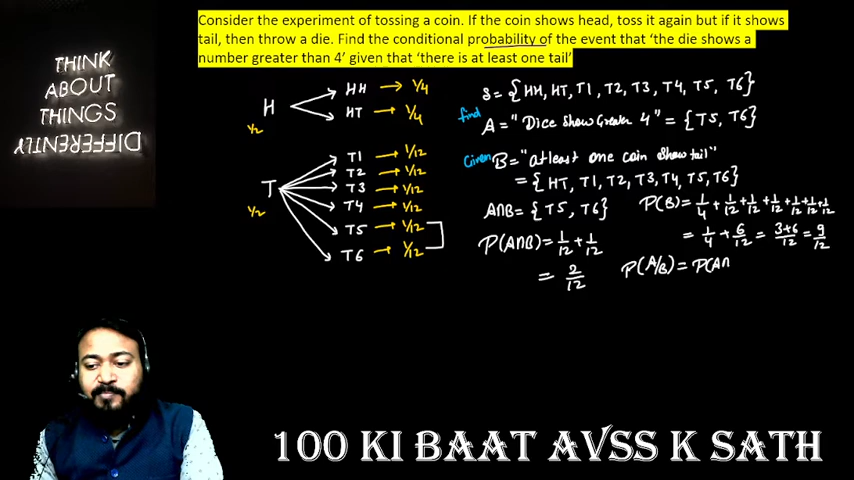 THINK
ABOUT
THINGS
DIFFERENTLY
Consider the experiment of tossing a coin. If the coin shows head, toss it again but if it shows
tail, then throw a die. Find the conditional probability of the event that 'the die shows a
number greater than 4' given that 'there is at least one tail'
H 1/2
HH → 1/4
HT → 1/4
T 1/2
T1 → 1/12
T2 → 1/12
T3 → 1/12
T4 → 1/12
T5 → 1/12
T6 → 1/12
S = {HH, HT, T1, T2, T3, T4, T5, T6}
find A = "Dice show Greater 4" = {T5, T6}
Given B = "atleast one coin show tail"
= {HT, T1, T2, T3, T4, T5, T6}
A∩B = {T5, T6}
P(A∩B) = 1/12 + 1/12
= 2/12
P(B) = 1/4 + 1/12 + 1/12 + 1/12 + 1/12 + 1/12 + 1/12
= 1/4 + 6/12 = 3+6/12 = 9/12
P(A/B) = P(A∩
100 KI BAAT AVSS K SATH